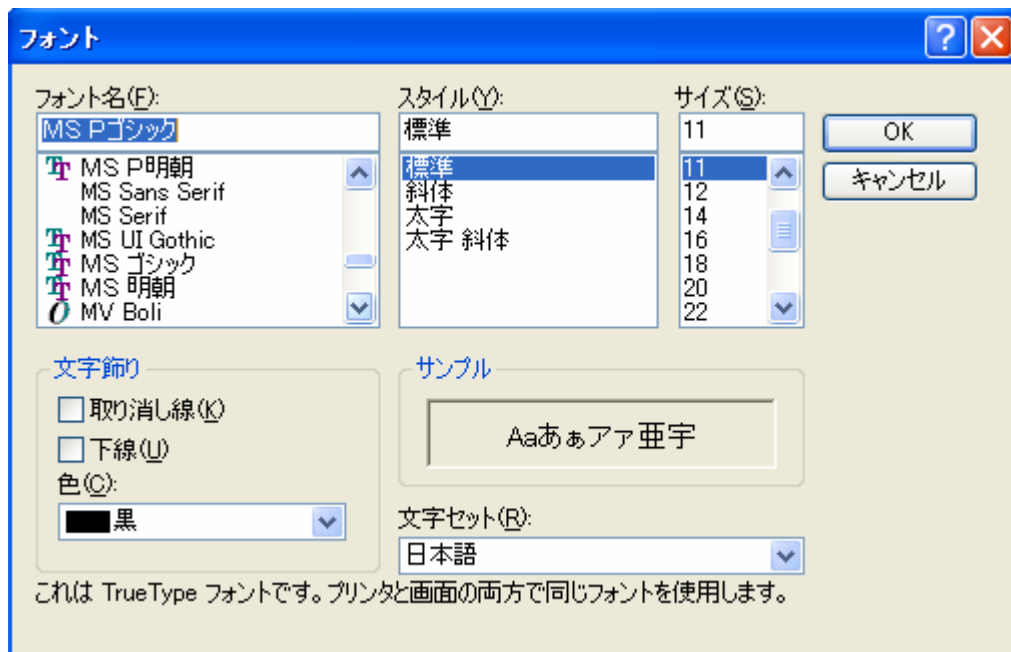 フォント
フォント名(F):
MS Pゴシック
MS P明朝
MS Sans Serif
MS Serif
MS UI Gothic
MS ゴシック
MS 明朝
MV Boli
スタイル(Y):
標準
標準
斜体
太字
太字 斜体
サイズ(S):
11
11
12
14
16
18
20
22
OK
キャンセル
文字飾り
取り消し線(K)
下線(U)
色(C):
黒
サンプル
Aaあぁアァ亜宇
文字セット(R):
日本語
これは TrueType フォントです。プリンタと画面の両方で同じフォントを使用します。